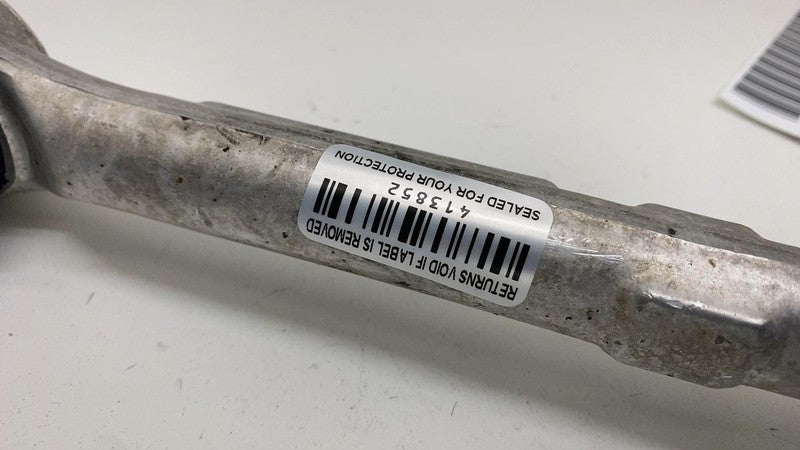 RETURNS VOID IF LABEL IS REMOVED
413852
SEALED FOR YOUR PROTECTION